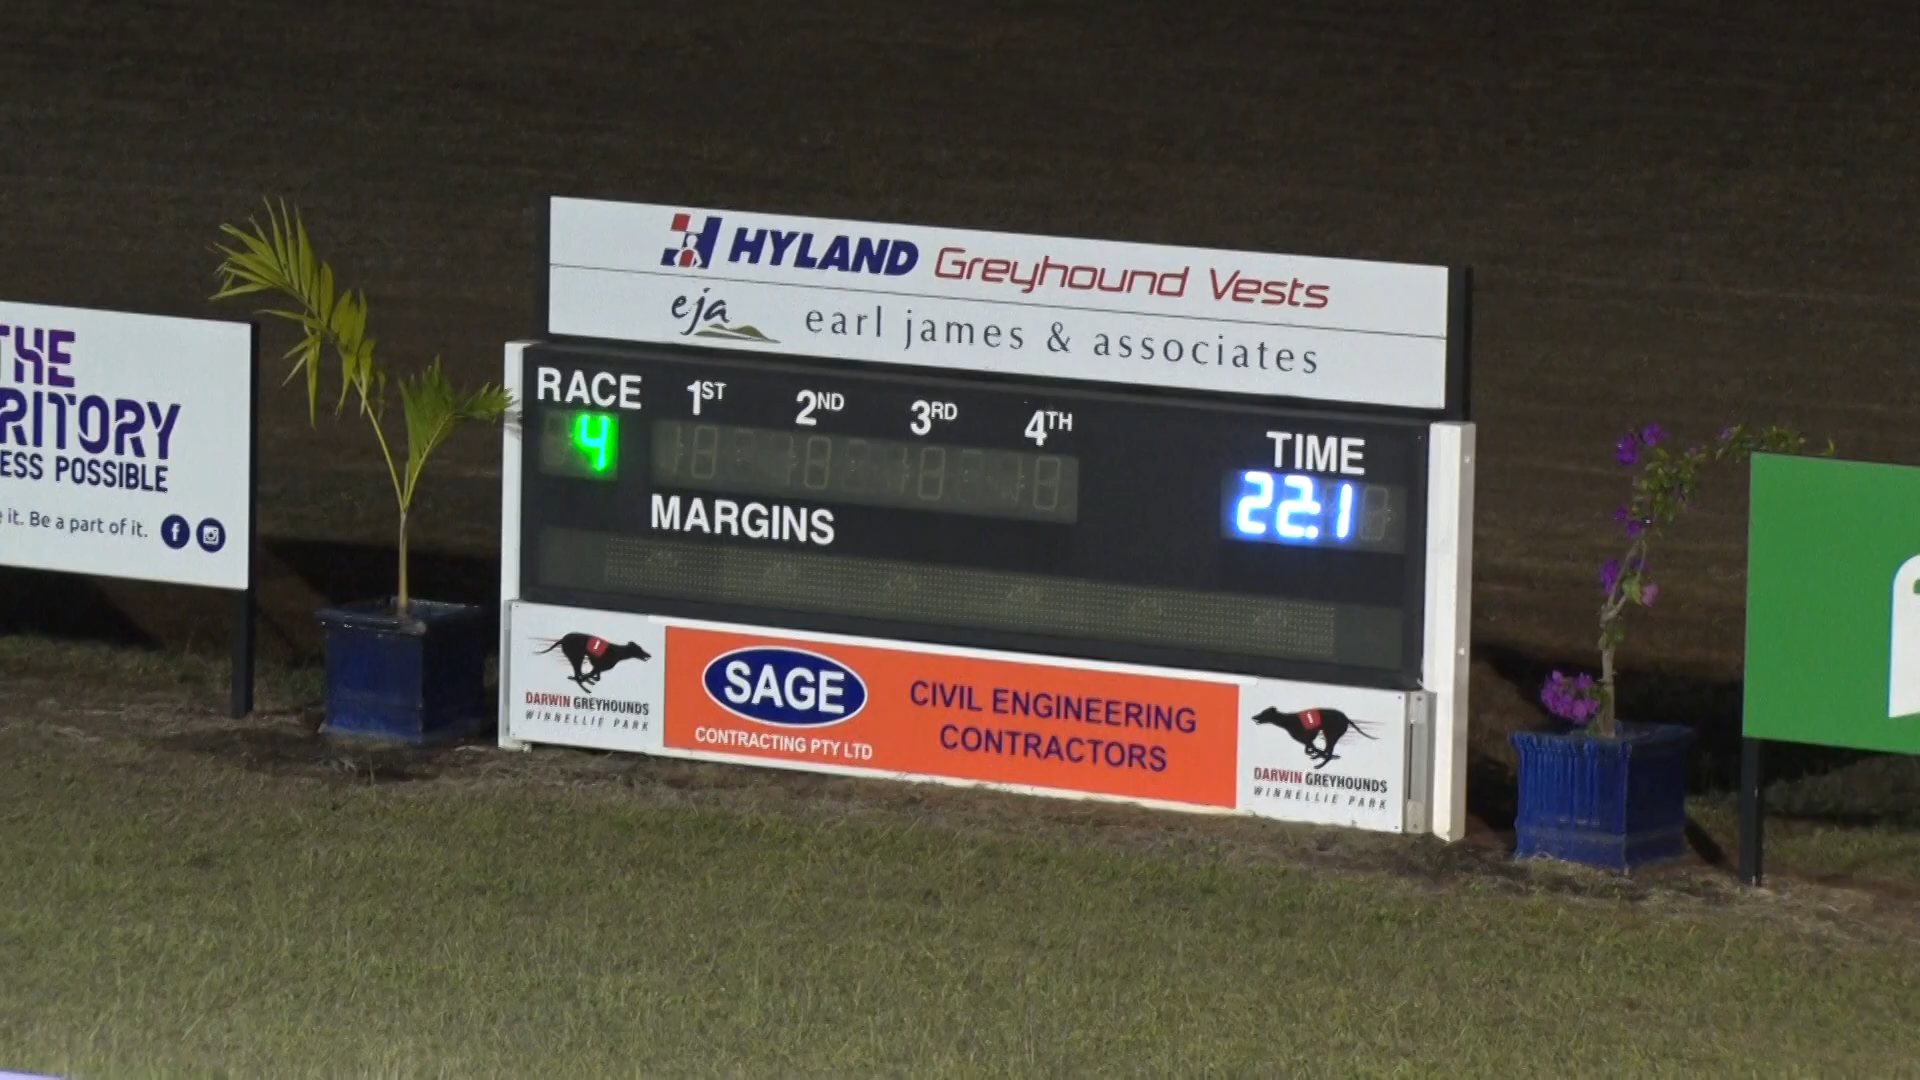 HYLAND Greyhound Vests
eja earl james & associates
THE
RITORY
ESS POSSIBLE
it. Be a part of it.
RACE 1ST 2ND 3RD 4TH TIME
4 22:1
MARGINS
DARWIN GREYHOUNDS
WINNELLIE PARK
SAGE
CONTRACTING PTY LTD
CIVIL ENGINEERING
CONTRACTORS
DARWIN GREYHOUNDS
WINNELLIE PARK